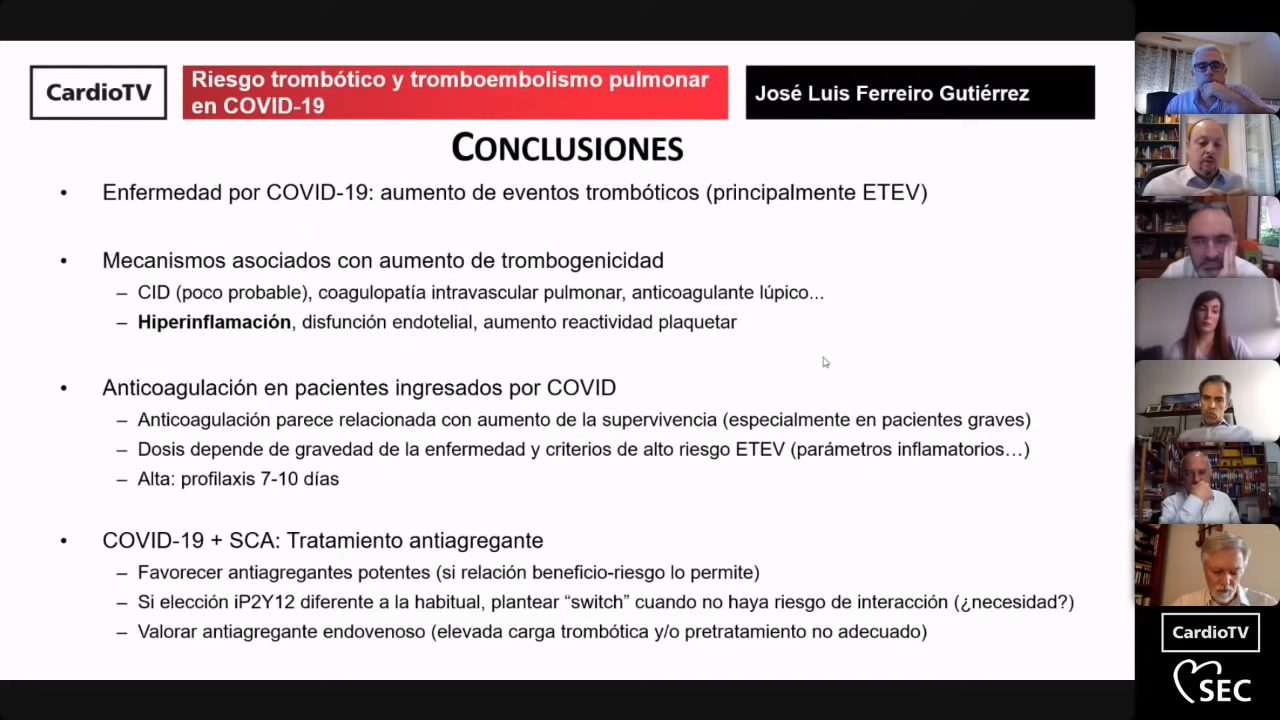 CardioTV
Riesgo trombótico y tromboembolismo pulmonar
en COVID-19
José Luis Ferreiro Gutiérrez
CONCLUSIONES
• Enfermedad por COVID-19: aumento de eventos trombóticos (principalmente ETEV)
• Mecanismos asociados con aumento de trombogenicidad
– CID (poco probable), coagulopatía intravascular pulmonar, anticoagulante lúpico...
– Hiperinflamación, disfunción endotelial, aumento reactividad plaquetar
• Anticoagulación en pacientes ingresados por COVID
– Anticoagulación parece relacionada con aumento de la supervivencia (especialmente en pacientes graves)
– Dosis depende de gravedad de la enfermedad y criterios de alto riesgo ETEV (parámetros inflamatorios…)
– Alta: profilaxis 7-10 días
• COVID-19 + SCA: Tratamiento antiagregante
– Favorecer antiagregantes potentes (si relación beneficio-riesgo lo permite)
– Si elección iP2Y12 diferente a la habitual, plantear “switch” cuando no haya riesgo de interacción (¿necesidad?)
– Valorar antiagregante endovenoso (elevada carga trombótica y/o pretratamiento no adecuado)
CardioTV
SEC